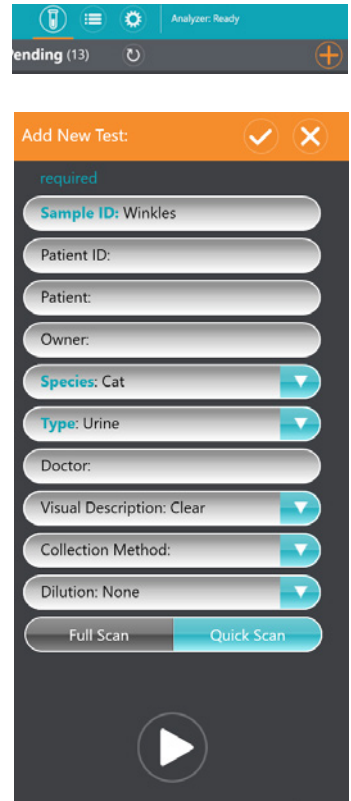 Analyzer: Ready
ending (13)
Add New Test:
required
Sample ID: Winkles
Patient ID:
Patient:
Owner:
Species: Cat
Type: Urine
Doctor:
Visual Description: Clear
Collection Method:
Dilution: None
Full Scan Quick Scan